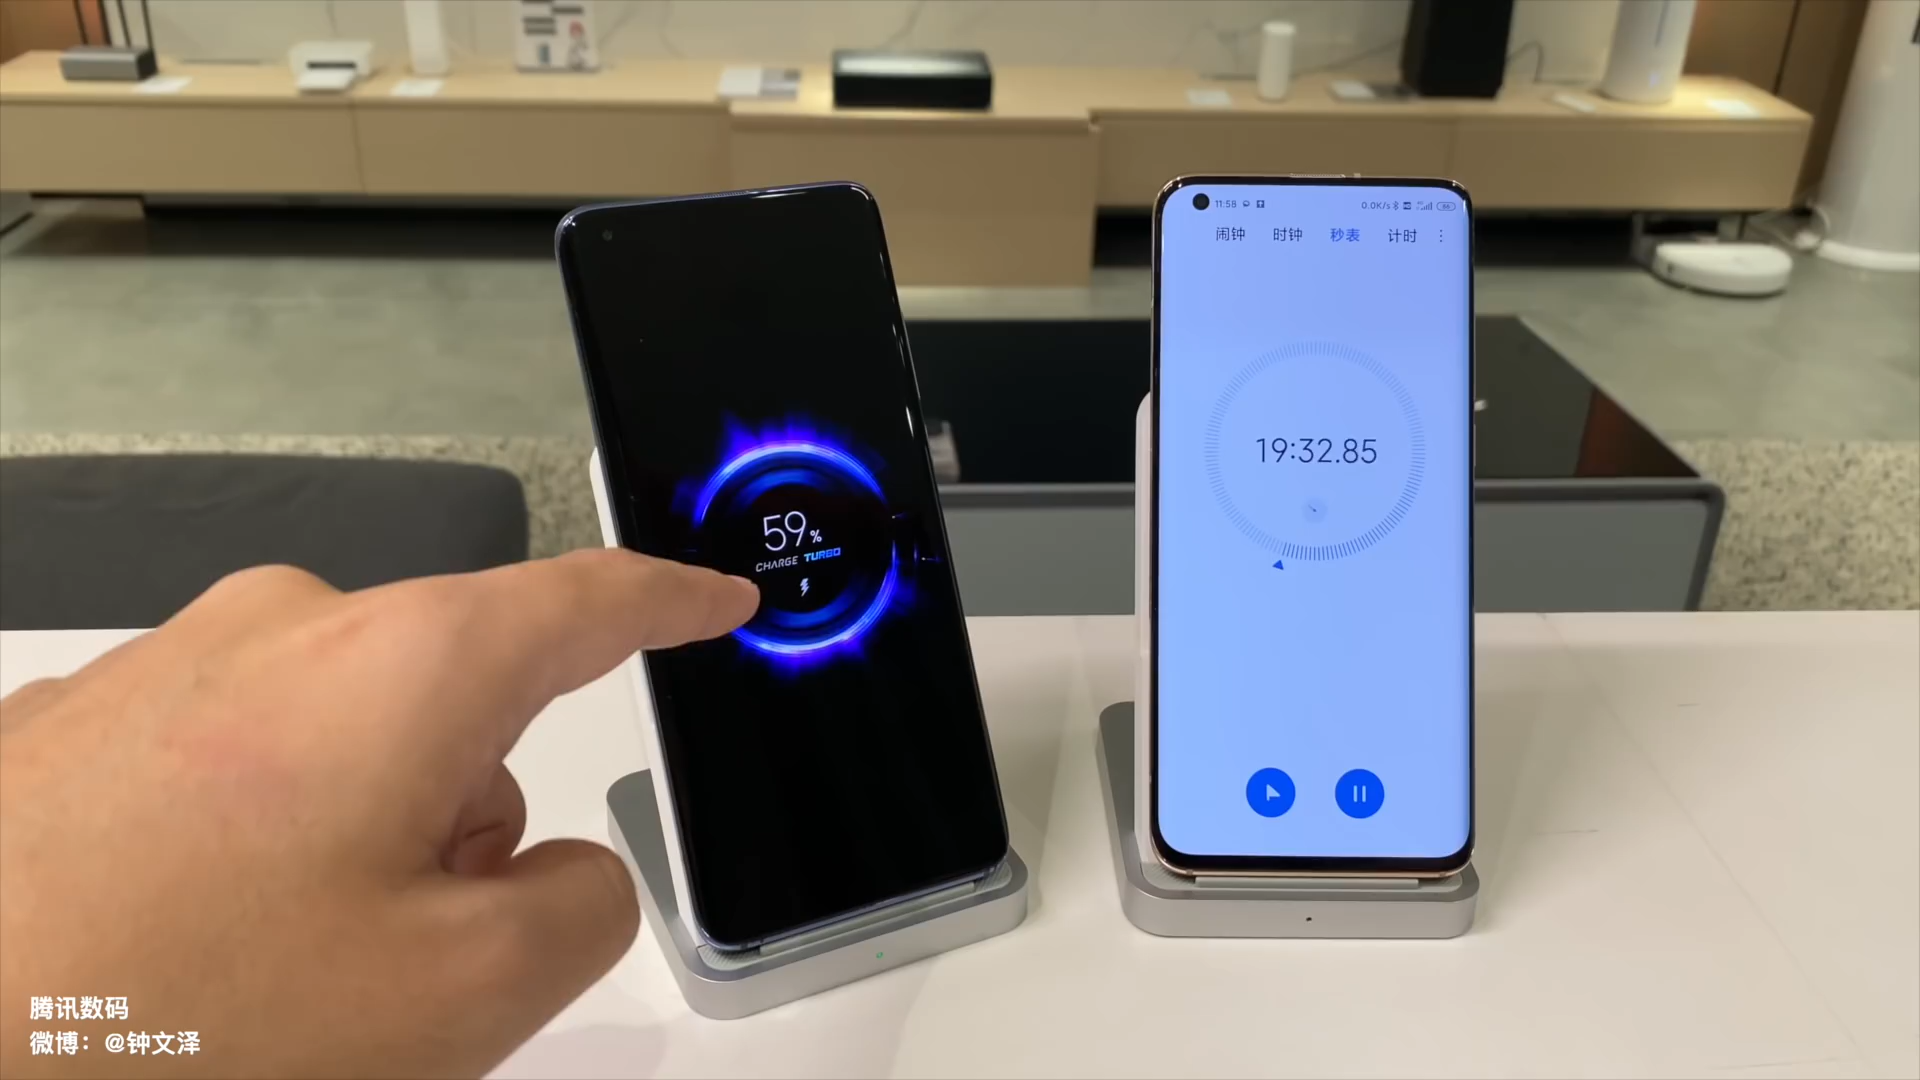 59%
CHARGE TURBO
11:58
0.0K/s
闹钟 时钟 秒表 计时
19:32.85
腾讯数码
微博：@钟文泽